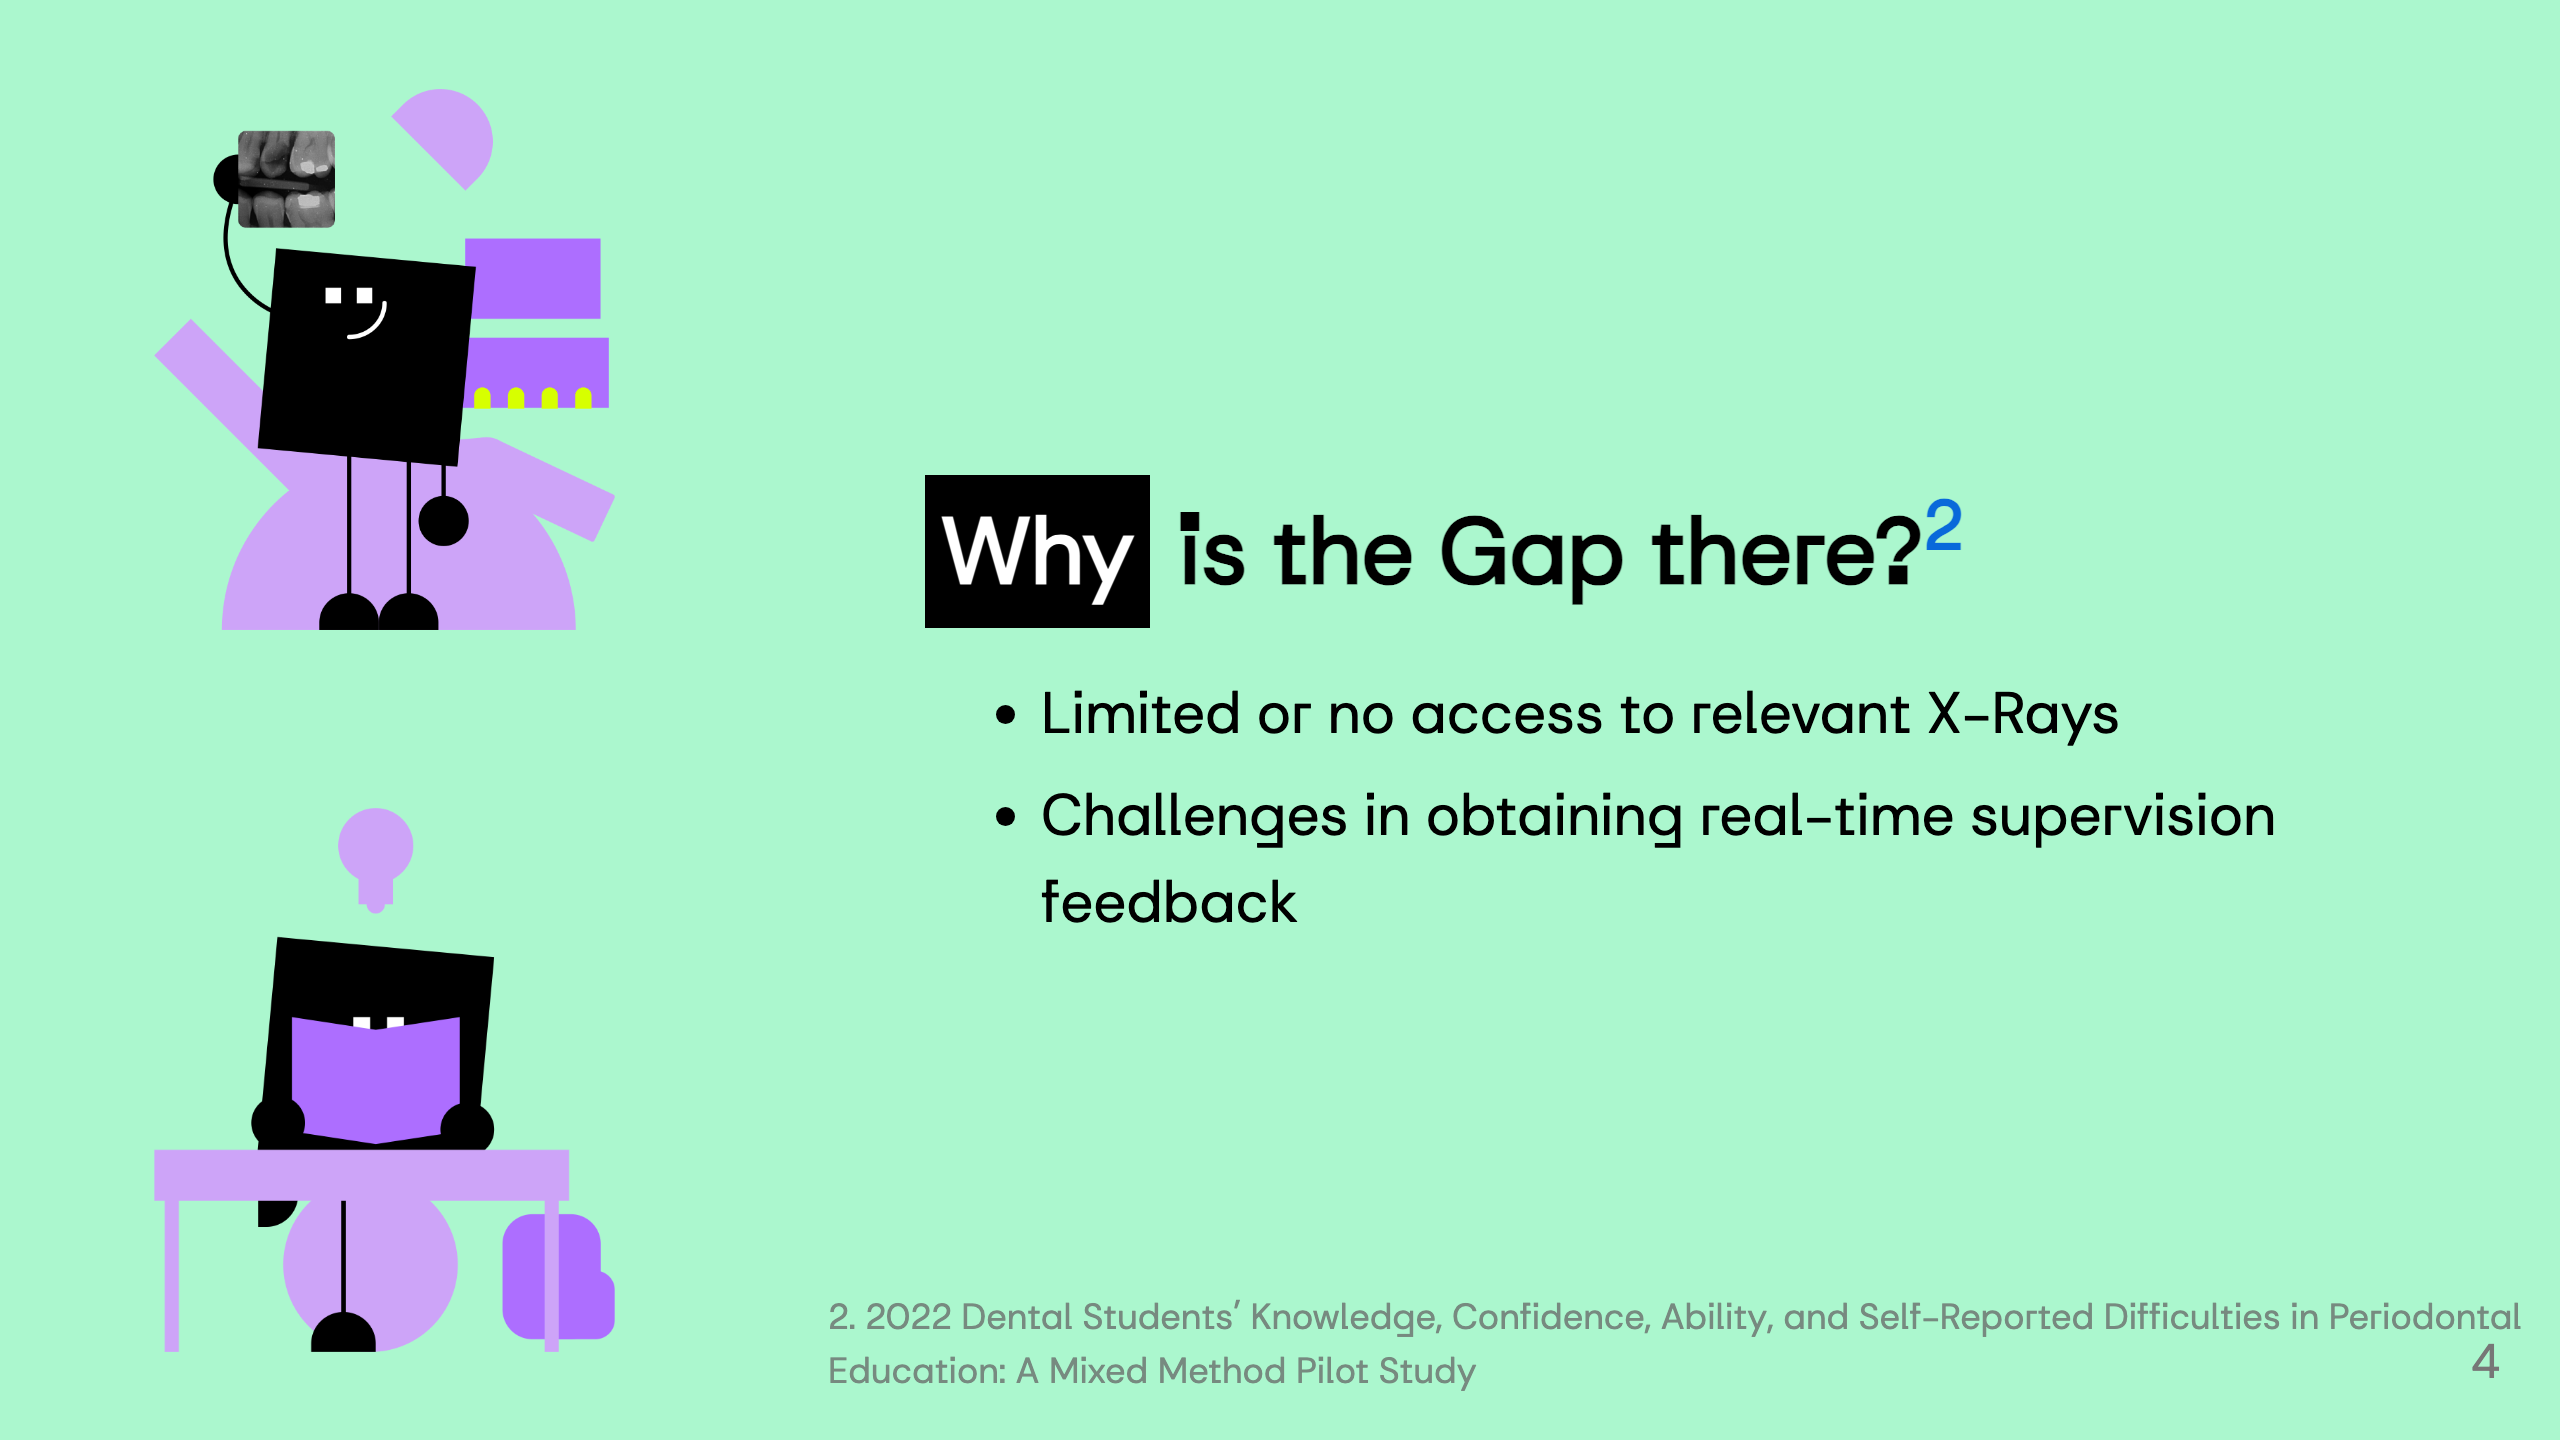 Why is the Gap there?2
• Limited or no access to relevant X-Rays
• Challenges in obtaining real-time supervision
feedback
2. 2022 Dental Students’ Knowledge, Confidence, Ability, and Self-Reported Difficulties in Periodontal
Education: A Mixed Method Pilot Study
4